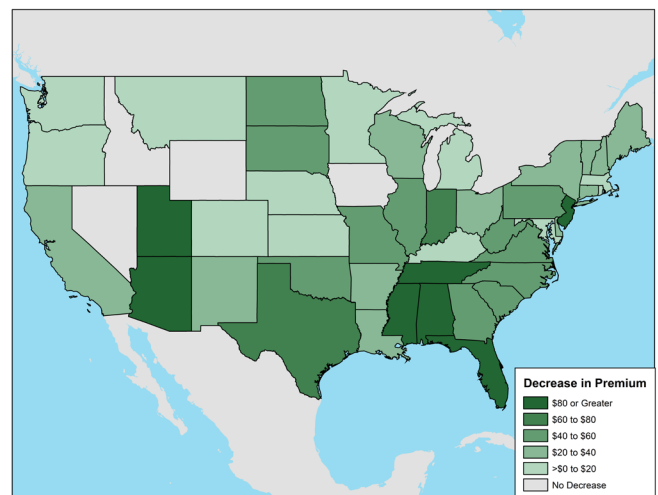 Decrease in Premium
$80 or Greater
$60 to $80
$40 to $60
$20 to $40
>$0 to $20
No Decrease